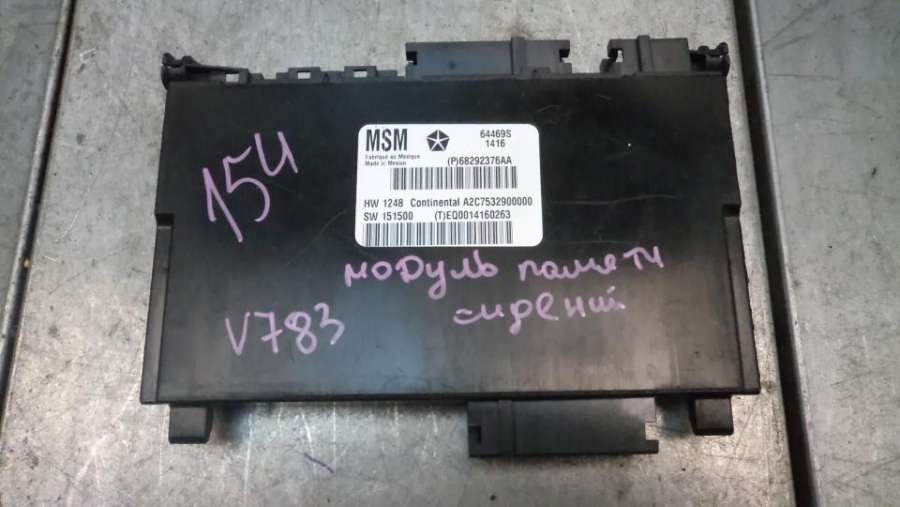 MSM
64469S
1416
Fabriqué au Mexique
Made in Mexico
(P)68292376AA
HW 1248 Continental A2C7532900000
SW 151500 (T)EQ0014160263
154
модуль памяти
сидений
V783